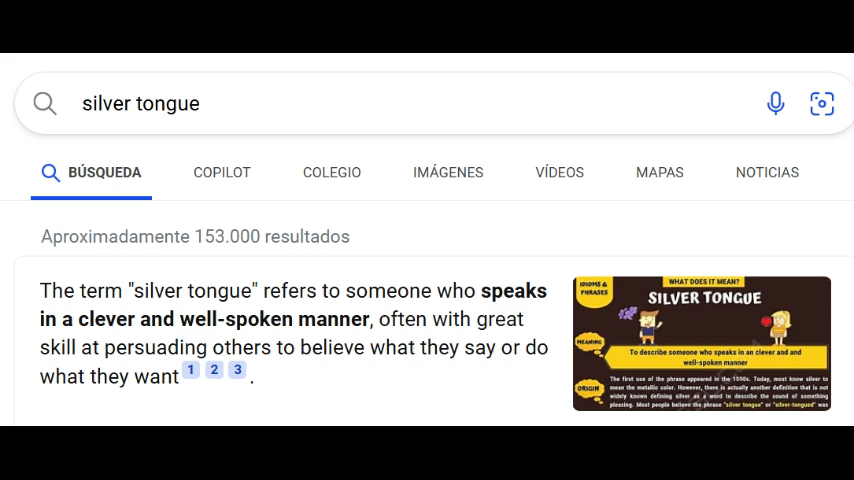 silver tongue
BÚSQUEDA
COPILOT
COLEGIO
IMÁGENES
VÍDEOS
MAPAS
NOTICIAS
Aproximadamente 153.000 resultados
The term "silver tongue" refers to someone who speaks
in a clever and well-spoken manner, often with great
skill at persuading others to believe what they say or do
what they want 1 2 3 .
IDIOMS &
PHRASES
WHAT DOES IT MEAN?
SILVER TONGUE
MEANING
To describe someone who speaks in an clever and and
well-spoken manner
ORIGIN
The first use of the phrase appeared in the 1590s. Today, most know silver to
mean the metallic color. However, there is actually another definition that is not
widely known defining silver as a word to describe the sound of something
pleasing. Most people believe the phrase "silver tongue" or "silver-tongued" was